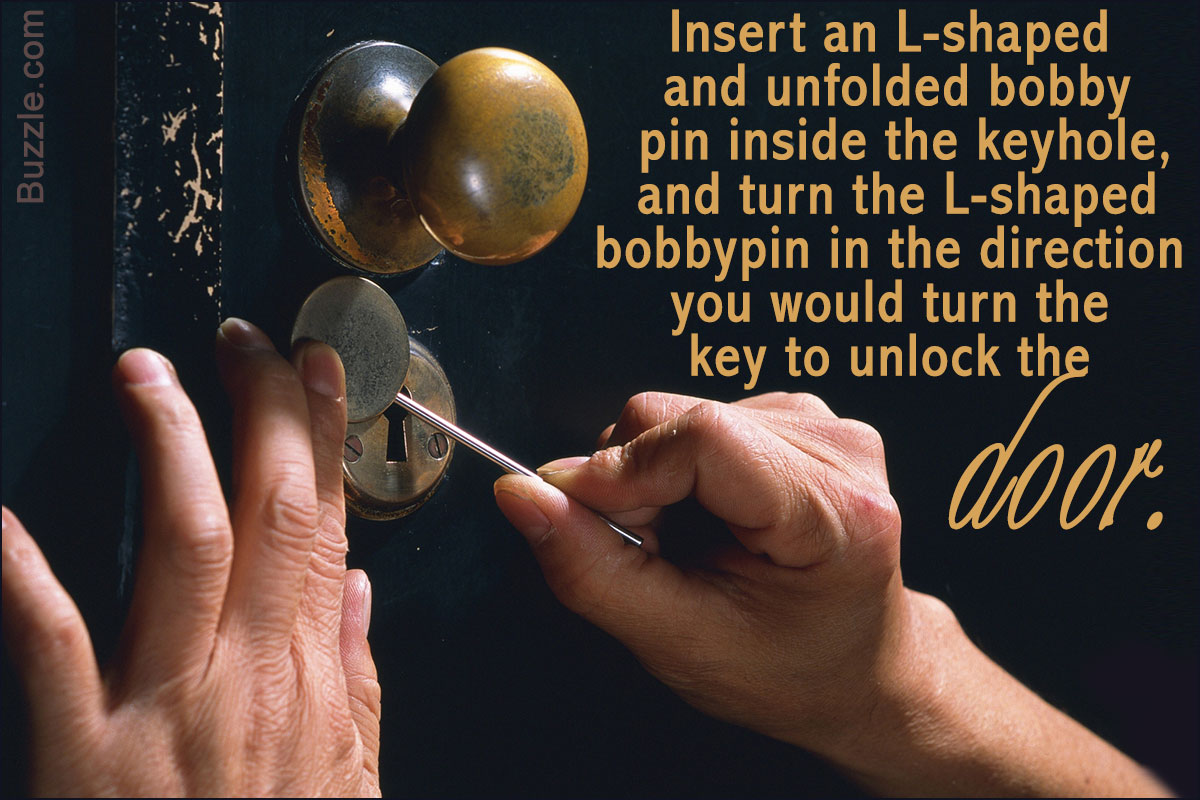 Buzzle.com
Insert an L-shaped
and unfolded bobby
pin inside the keyhole,
and turn the L-shaped
bobbypin in the direction
you would turn the
key to unlock the
door.